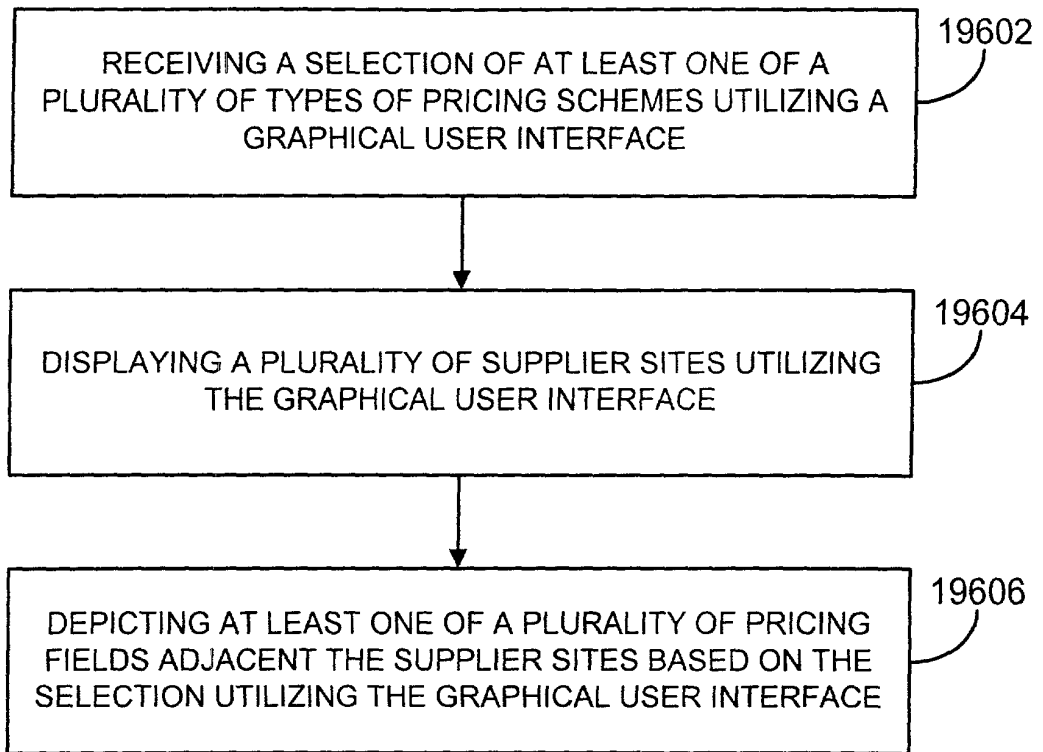 19602
RECEIVING A SELECTION OF AT LEAST ONE OF A
PLURALITY OF TYPES OF PRICING SCHEMES UTILIZING A
GRAPHICAL USER INTERFACE
19604
DISPLAYING A PLURALITY OF SUPPLIER SITES UTILIZING
THE GRAPHICAL USER INTERFACE
19606
DEPICTING AT LEAST ONE OF A PLURALITY OF PRICING
FIELDS ADJACENT THE SUPPLIER SITES BASED ON THE
SELECTION UTILIZING THE GRAPHICAL USER INTERFACE